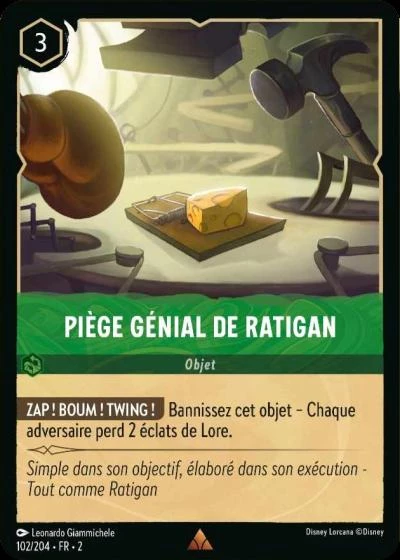 3
PIÈGE GÉNIAL DE RATIGAN
Objet
ZAP ! BOUM ! TWING ! Bannissez cet objet – Chaque
adversaire perd 2 éclats de Lore.
Simple dans son objectif, élaboré dans son exécution -
Tout comme Ratigan
Leonardo Giammichele
Disney Lorcana ©Disney
102/204 • FR • 2